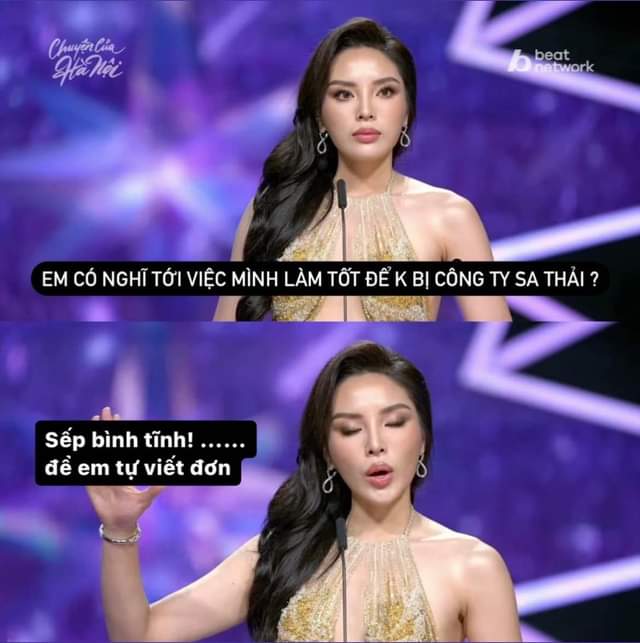 Chuyện Của
Hà Nội
beat
network
EM CÓ NGHĨ TỚI VIỆC MÌNH LÀM TỐT ĐỂ K BỊ CÔNG TY SA THẢI ?
Sếp bình tĩnh! ......
đề em tự viết đơn